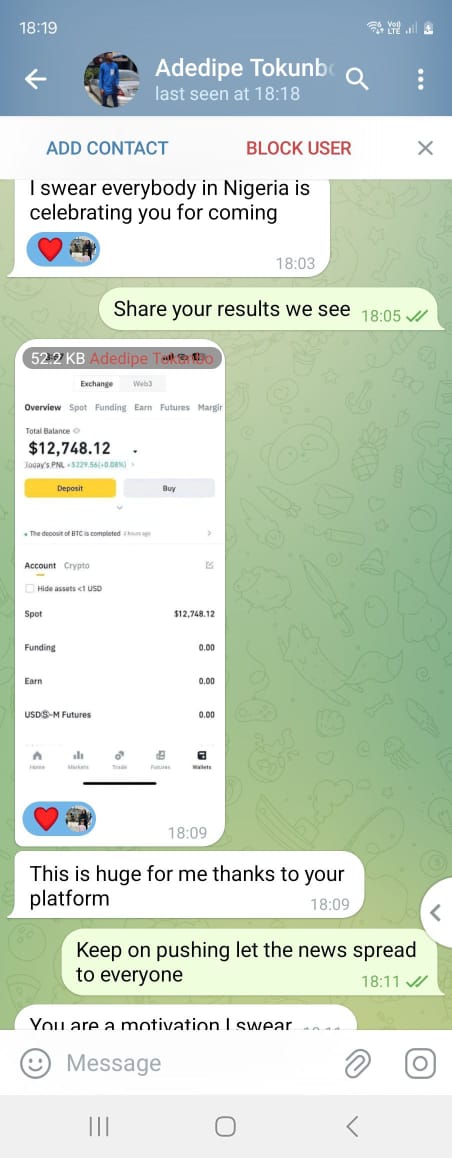 18:19
Voo)
LTE
Adedipe Tokunb
last seen at 18:18
ADD CONTACT
BLOCK USER
I swear everybody in Nigeria is
celebrating you for coming
18:03
Share your results we see
18:05
52.2 KB Adedipe Tokunbo
Exchange
Web3
Overview Spot Funding Earn Futures Margir
Total Balance
$12,748.12
Today's PNL +$229.56(+0.08%)
Deposit
Buy
The deposit of BTC is completed
Account Crypto
Hide assets <1 USD
Spot
$12,748.12
Funding
0.00
Earn
0.00
USDⓈ-M Futures
0.00
Home Markets Trade Futures Wallets
18:09
This is huge for me thanks to your
platform
18:09
Keep on pushing let the news spread
to everyone
18:11
You are a motivation I swear
Message